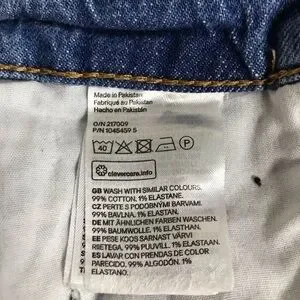 Made in Pakistan
Fabriqué au Pakistan
Hecho en Pakistán
O/N 217009
P/N 1045459 5
40 P
clevercare.info
GB WASH WITH SIMILAR COLOURS.
99% COTTON, 1% ELASTANE.
CZ PERTE S PODOBNÝM BARVAMI.
99% BAVLNA, 1% ELASTAN.
DE MIT ÄHNLICHEN FARBEN WASCHEN.
99% BAUMWOLLE, 1% ELASTHAN.
EE PESE KOOS SARNAST VÄRVI
RIIETEGA. 99% PUUVILL, 1% ELASTAAN.
ES LAVAR CON PRENDAS DE COLOR
PARECIDO. 99% ALGODÓN, 1%
ELASTANO.